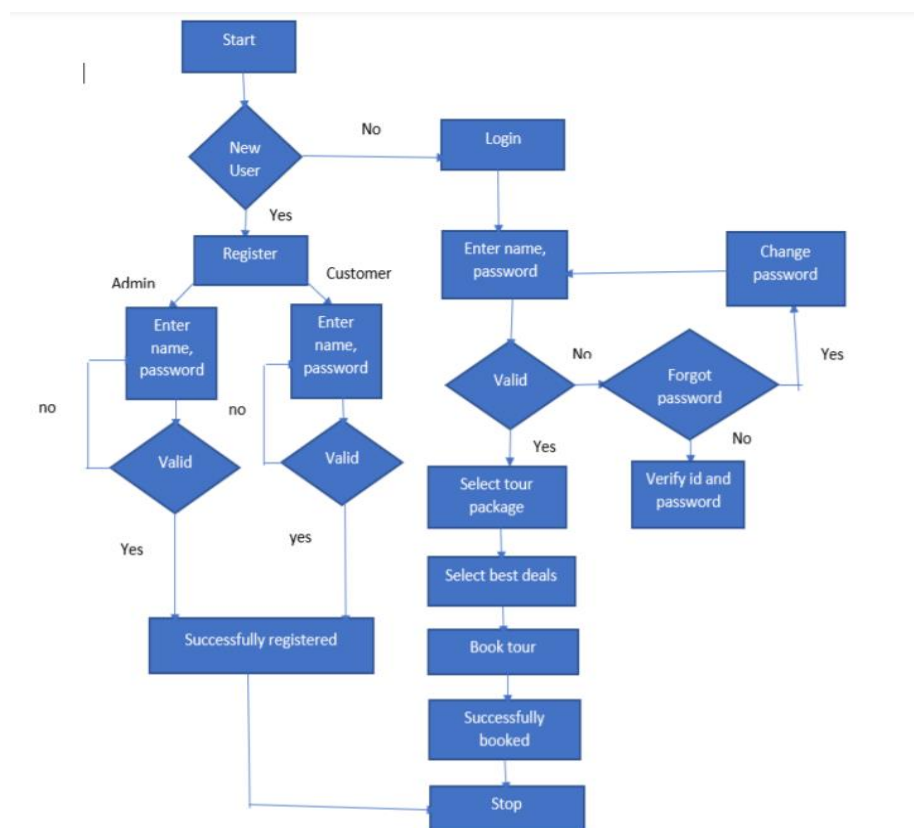 Start
New
User
No
Login
Yes
Register
Enter name,
password
Change
password
Admin
Customer
Enter
name,
password
Enter
name,
password
no
no
Valid
No
Forgot
password
Yes
Valid
Valid
Yes
No
Select tour
package
Verify id and
password
Yes
yes
Select best deals
Successfully registered
Book tour
Successfully
booked
Stop